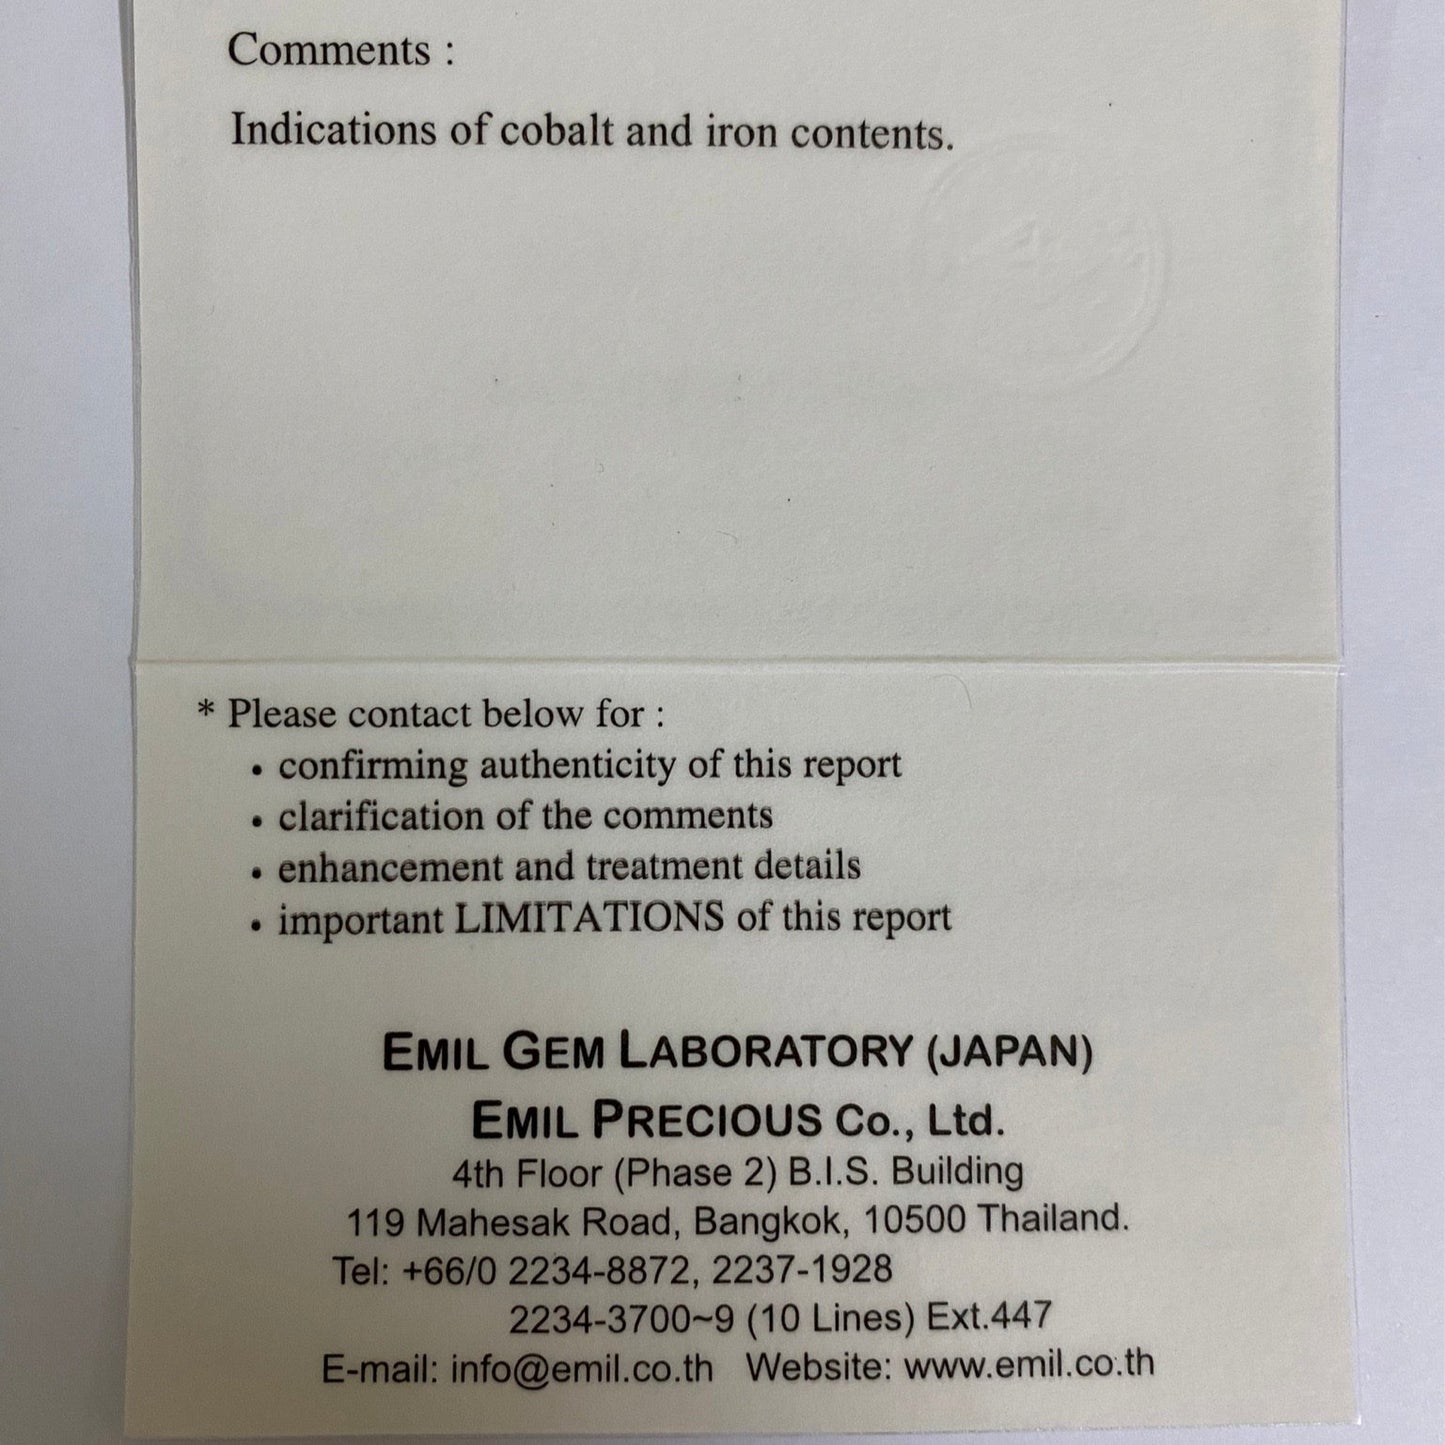 Comments :
Indications of cobalt and iron contents.
* Please contact below for :
• confirming authenticity of this report
• clarification of the comments
• enhancement and treatment details
• important LIMITATIONS of this report
EMIL GEM LABORATORY (JAPAN)
EMIL PRECIOUS Co., Ltd.
4th Floor (Phase 2) B.I.S. Building
119 Mahesak Road, Bangkok, 10500 Thailand.
Tel: +66/0 2234-8872, 2237-1928
2234-3700~9 (10 Lines) Ext.447
E-mail: info@emil.co.th Website: www.emil.co.th